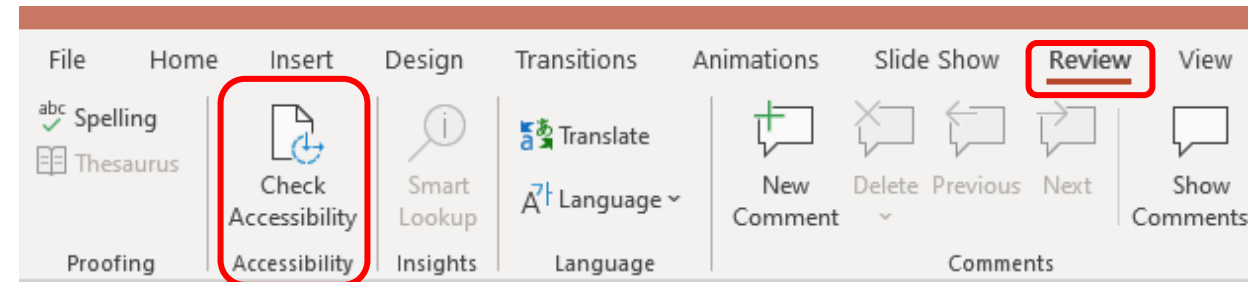 File Home Insert Design Transitions Animations Slide Show Review View
abc Spelling
Thesaurus
Check
Accessibility
Smart
Lookup
Translate
Language
New
Comment
Delete
Previous
Next
Show
Comments
Proofing
Accessibility
Insights
Language
Comments